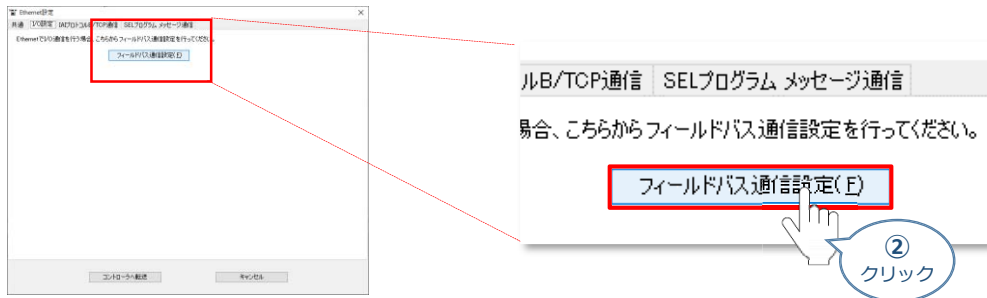 Ethernet設定
共通 I/O設定 IAIプロトコルB/TCP通信 SELプログラム メッセージ通信
EthernetでI/O通信を行う場合、こちらからフィールドバス通信設定を行ってください。
フィールドバス通信設定(F)
コントローラへ転送 キャンセル
ルB/TCP通信 SELプログラム メッセージ通信
場合、こちらからフィールドバス通信設定を行ってください。
フィールドバス通信設定(F)
②
クリック